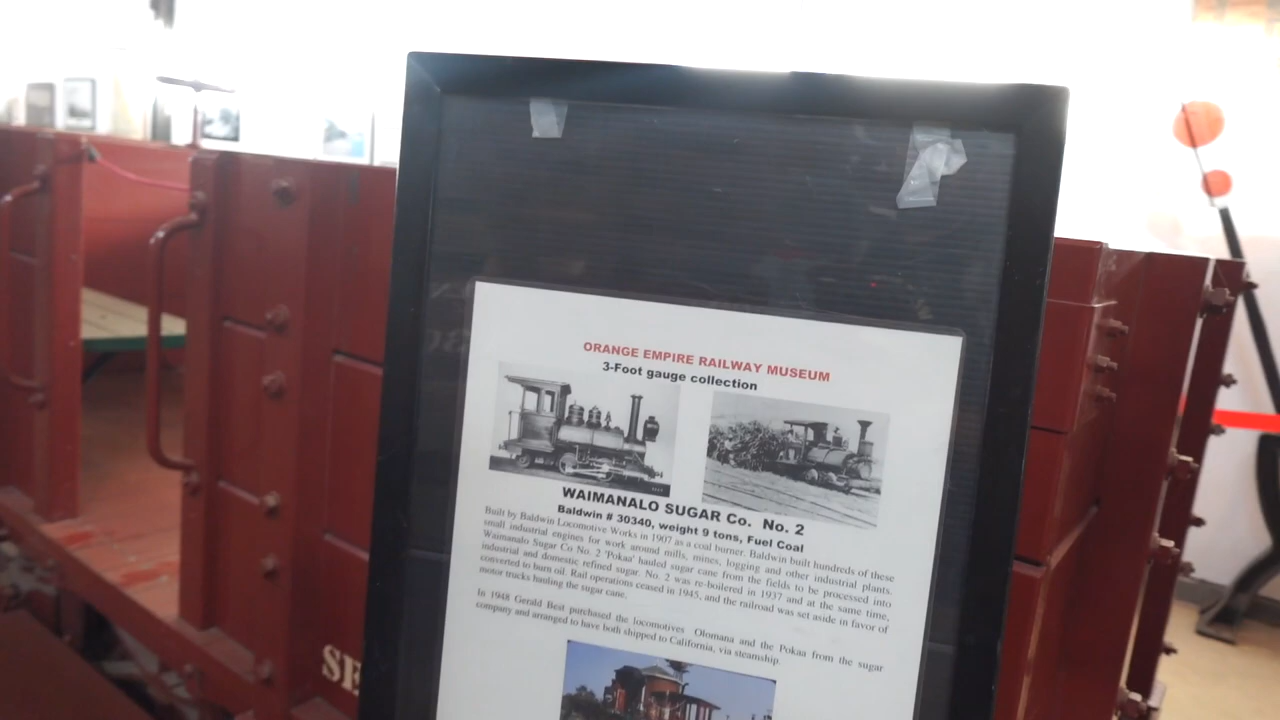 ORANGE EMPIRE RAILWAY MUSEUM
3-Foot gauge collection
WAIMANALO SUGAR Co. No. 2
Baldwin # 30340, weight 9 tons, Fuel Coal
Built by Baldwin Locomotive Works in 1907 as a coal burner. Baldwin built hundreds of these
small industrial engines for work around mills, mines, logging and other industrial plants.
Waimanalo Sugar Co No. 2 'Pokaa' hauled sugar cane from the fields to be processed into
industrial and domestic refined sugar. No. 2 was re-boilered in 1937 and at the same time,
converted to burn oil. Rail operations ceased in 1945, and the railroad was set aside in favor of
motor trucks hauling the sugar cane.
In 1948 Gerald Best purchased the locomotives Olomana and the Pokaa from the sugar
company and arranged to have both shipped to California, via steamship.
SE